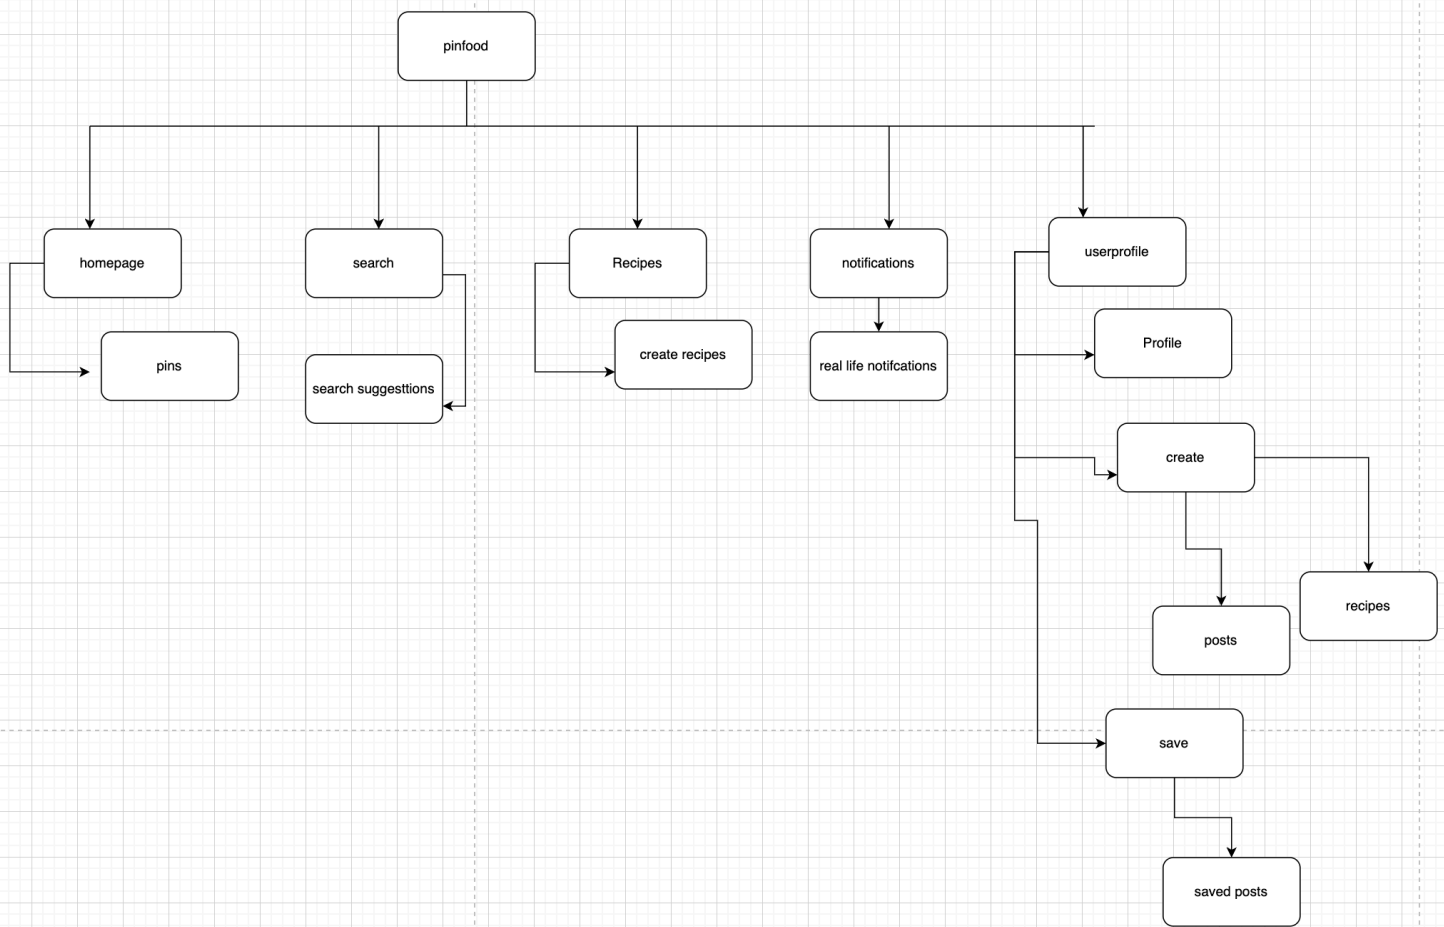 pinfood
homepage
search
Recipes
notifications
userprofile
pins
search suggesttions
create recipes
real life notifcations
Profile
create
recipes
posts
save
saved posts